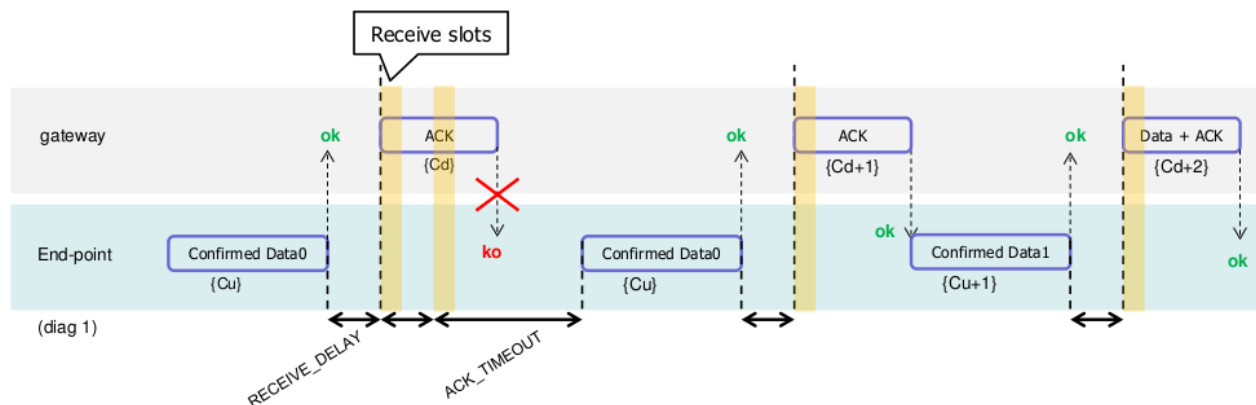 Receive slots
gateway
ok
ACK
{Cd}
ko
ok
ACK
{Cd+1}
ok
ok
Data + ACK
{Cd+2}
ok
End-point
Confirmed Data0
{Cu}
Confirmed Data0
{Cu}
Confirmed Data1
{Cu+1}
(diag 1)
RECEIVE_DELAY
ACK_TIMEOUT